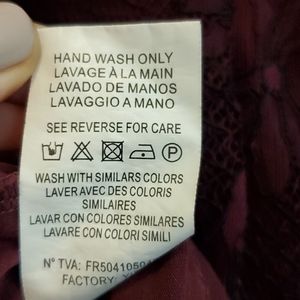 HAND WASH ONLY
LAVAGE À LA MAIN
LAVADO DE MANOS
LAVAGGIO A MANO
SEE REVERSE FOR CARE
P
WASH WITH SIMILARS COLORS
LAVER AVEC DES COLORIS
SIMILAIRES
LAVAR CON COLORES SIMILARES
LAVARE CON COLORI SIMILI
N° TVA:
FACTORY: